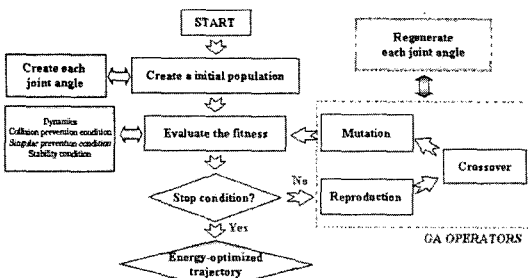 START
Create each
joint angle
Create a initial population
Regenerate
each joint angle
Dynamics
Collision prevention condition
Singular prevention condition
Stability condition
Evaluate the fitness
Mutation
Crossover
Reproduction
Stop condition?
No
Yes
GA OPERATORS
Energy-optimized
trajectory